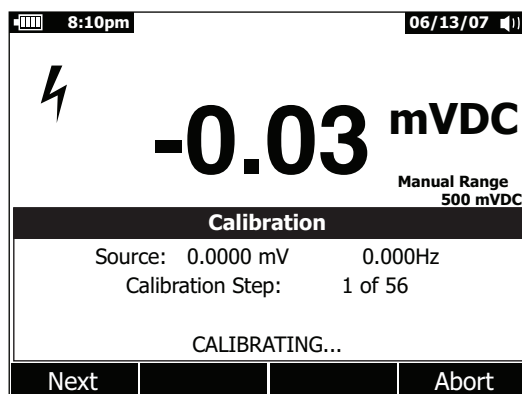 8:10pm 06/13/07
-0.03 mVDC
Manual Range
500 mVDC
Calibration
Source: 0.0000 mV 0.000Hz
Calibration Step: 1 of 56
CALIBRATING...
Next Abort